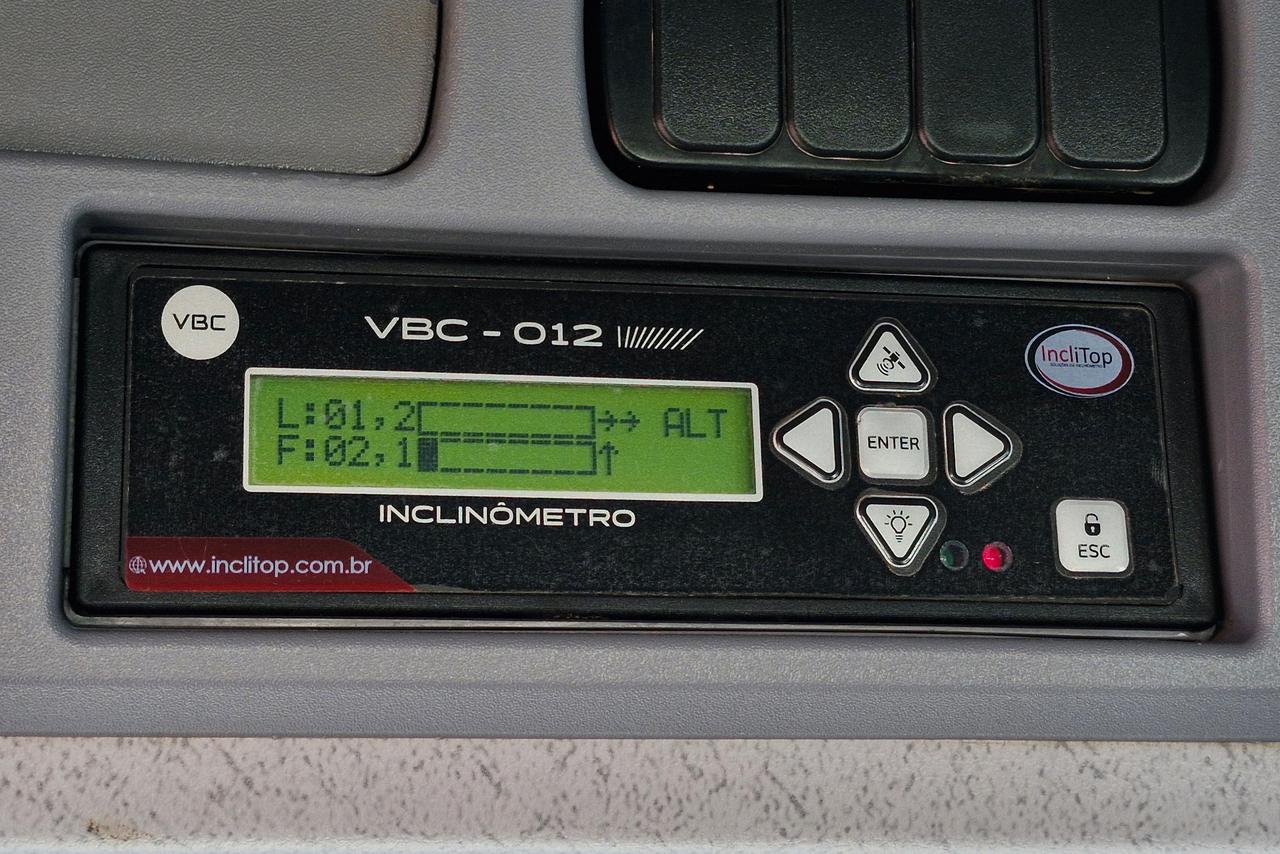 VBC
VBC - 012
IncliTop
L:01,2 →→ ALT
F:02,1 ↑
ENTER
INCLINÔMETRO
ESC
www.inclitop.com.br